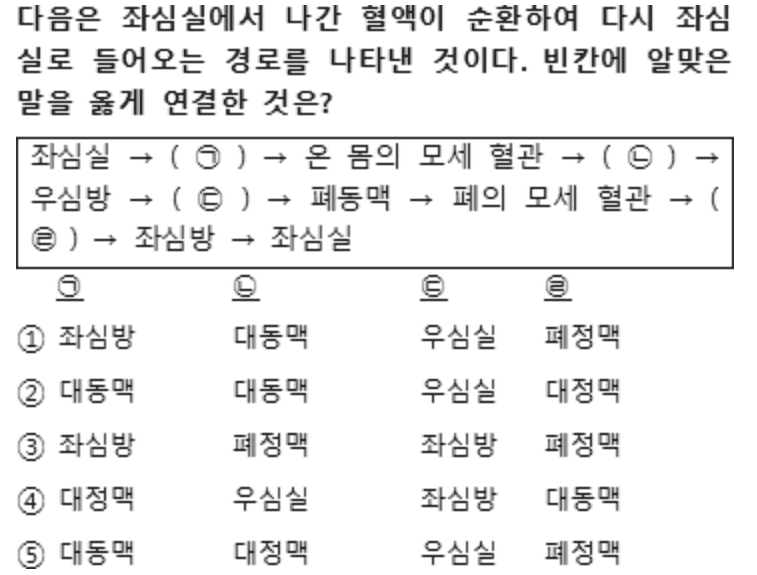 다음은 좌심실에서 나간 혈액이 순환하여 다시 좌심
실로 들어오는 경로를 나타낸 것이다. 빈칸에 알맞은
말을 옳게 연결한 것은?
좌심실 → ( ㉠ ) → 온 몸의 모세 혈관 → ( ㉡ ) →
우심방 → ( ㉢ ) → 폐동맥 → 폐의 모세 혈관 → (
㉣ ) → 좌심방 → 좌심실
㉠ ㉡ ㉢ ㉣
① 좌심방 대동맥 우심실 폐정맥
② 대동맥 대동맥 우심실 대정맥
③ 좌심방 폐정맥 좌심방 폐정맥
④ 대정맥 우심실 좌심방 대동맥
⑤ 대동맥 대정맥 우심실 폐정맥